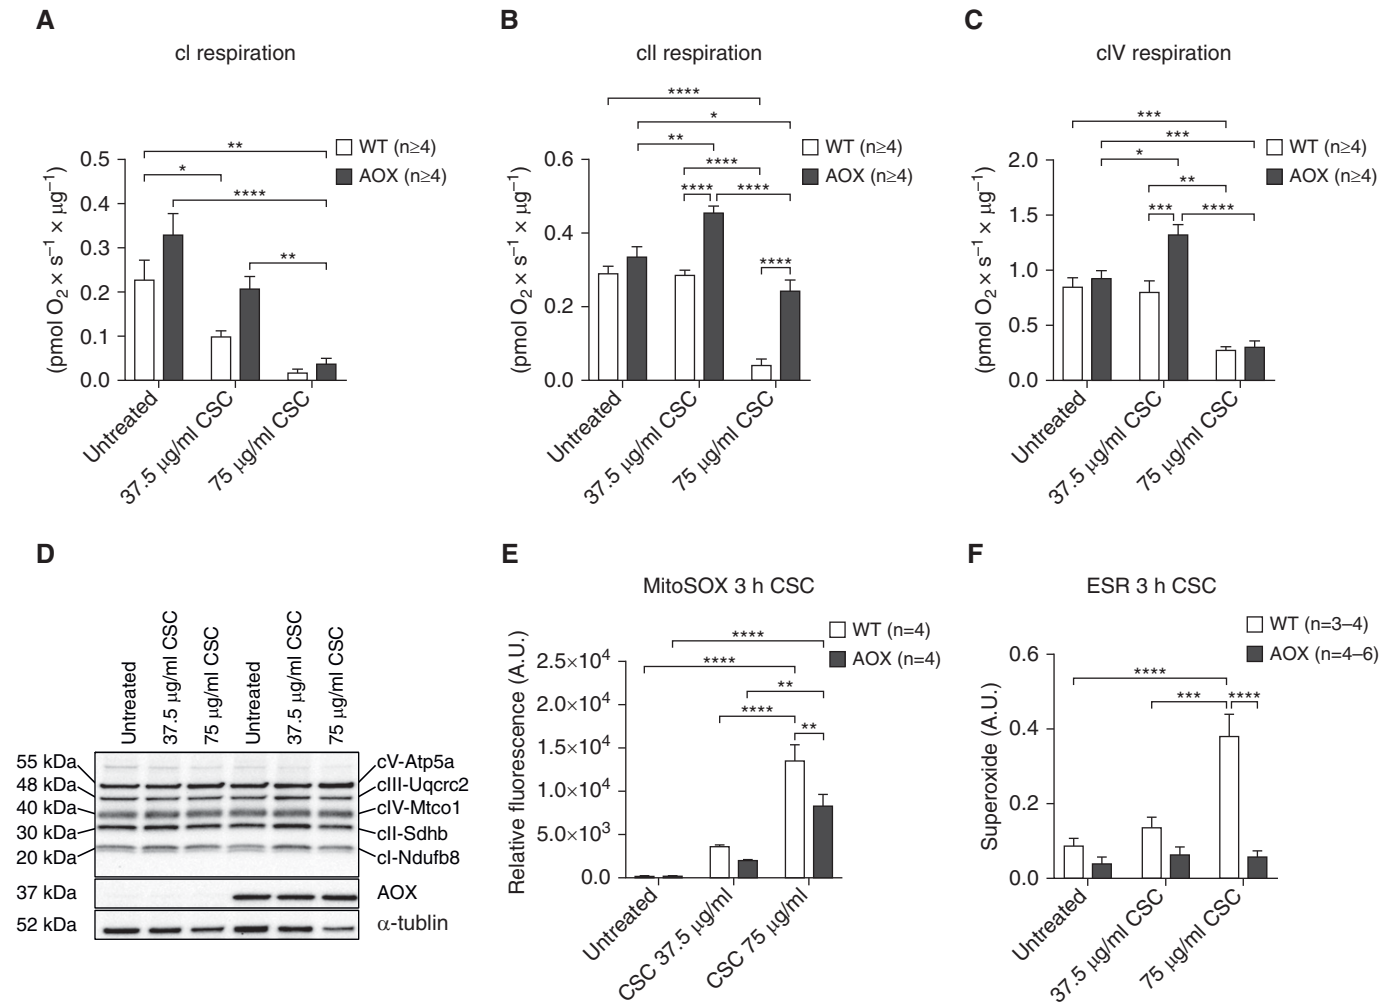 A
cI respiration
**
*
****
**
WT (n≥4)
AOX (n≥4)
(pmol O2 × s−1 × μg−1)
0.5
0.4
0.3
0.2
0.1
0.0
Untreated
37.5 μg/ml CSC
75 μg/ml CSC
B
cII respiration
****
*
**
****
**** ****
****
WT (n≥4)
AOX (n≥4)
(pmol O2 × s−1 × μg−1)
0.6
0.4
0.2
0.0
Untreated
37.5 μg/ml CSC
75 μg/ml CSC
C
cIV respiration
***
***
*
**
*** ****
WT (n≥4)
AOX (n≥4)
(pmol O2 × s−1 × μg−1)
2.0
1.5
1.0
0.5
0.0
Untreated
37.5 μg/ml CSC
75 μg/ml CSC
D
Untreated
37.5 μg/ml CSC
75 μg/ml CSC
Untreated
37.5 μg/ml CSC
75 μg/ml CSC
55 kDa
48 kDa
40 kDa
30 kDa
20 kDa
37 kDa
52 kDa
cV-Atp5a
cIII-Uqcrc2
cIV-Mtco1
cII-Sdhb
cI-Ndufb8
AOX
α-tublin
E
MitoSOX 3 h CSC
****
****
**
****
**
WT (n=4)
AOX (n=4)
Relative fluorescence (A.U.)
2.5×104
2.0×104
1.5×104
1.0×104
5.0×103
0.0
Untreated
CSC 37.5 μg/ml
CSC 75 μg/ml
F
ESR 3 h CSC
****
*** ****
WT (n=3–4)
AOX (n=4–6)
Superoxide (A.U.)
0.6
0.4
0.2
0.0
Untreated
37.5 μg/ml CSC
75 μg/ml CSC